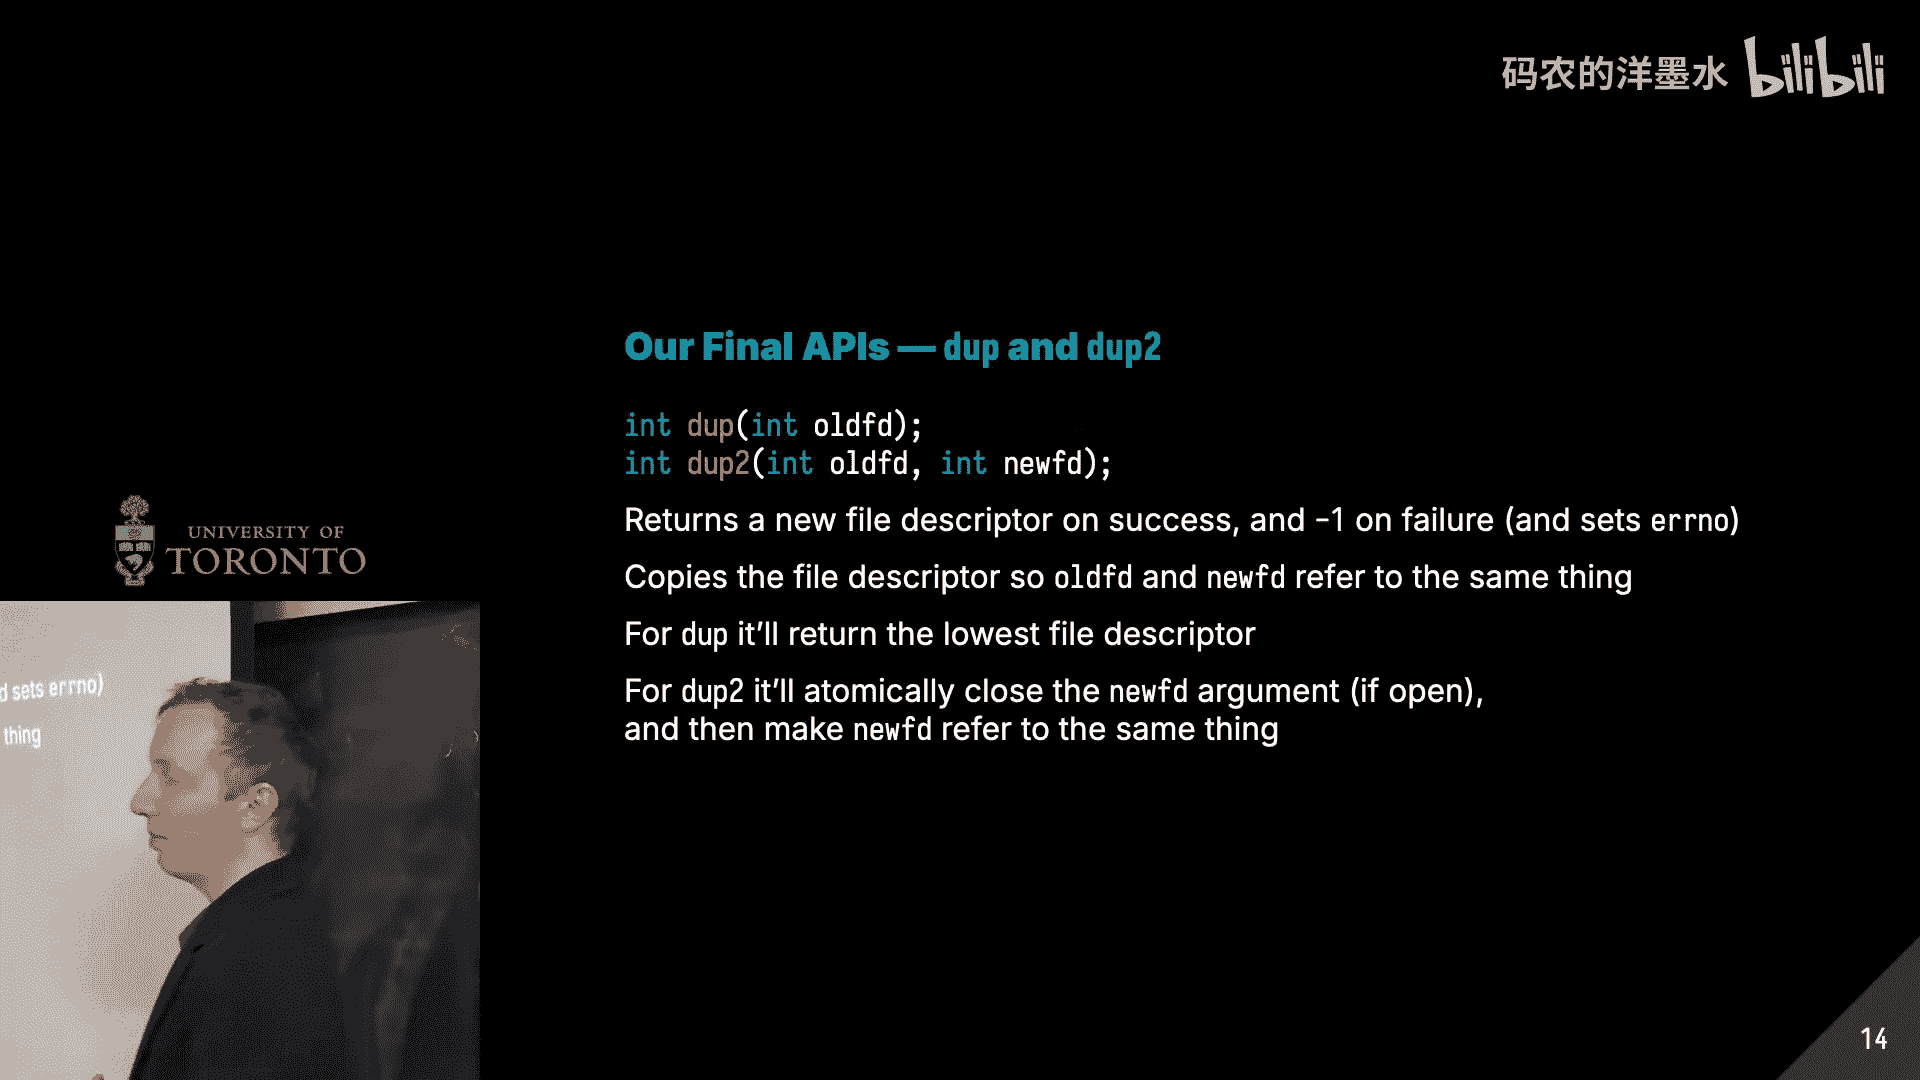 码农的洋墨水 bilibili
Our Final APIs — dup and dup2
int dup(int oldfd);
int dup2(int oldfd, int newfd);
Returns a new file descriptor on success, and -1 on failure (and sets errno)
Copies the file descriptor so oldfd and newfd refer to the same thing
For dup it’ll return the lowest file descriptor
For dup2 it’ll atomically close the newfd argument (if open),
and then make newfd refer to the same thing
UNIVERSITY OF
TORONTO
d sets errno)
thing
14